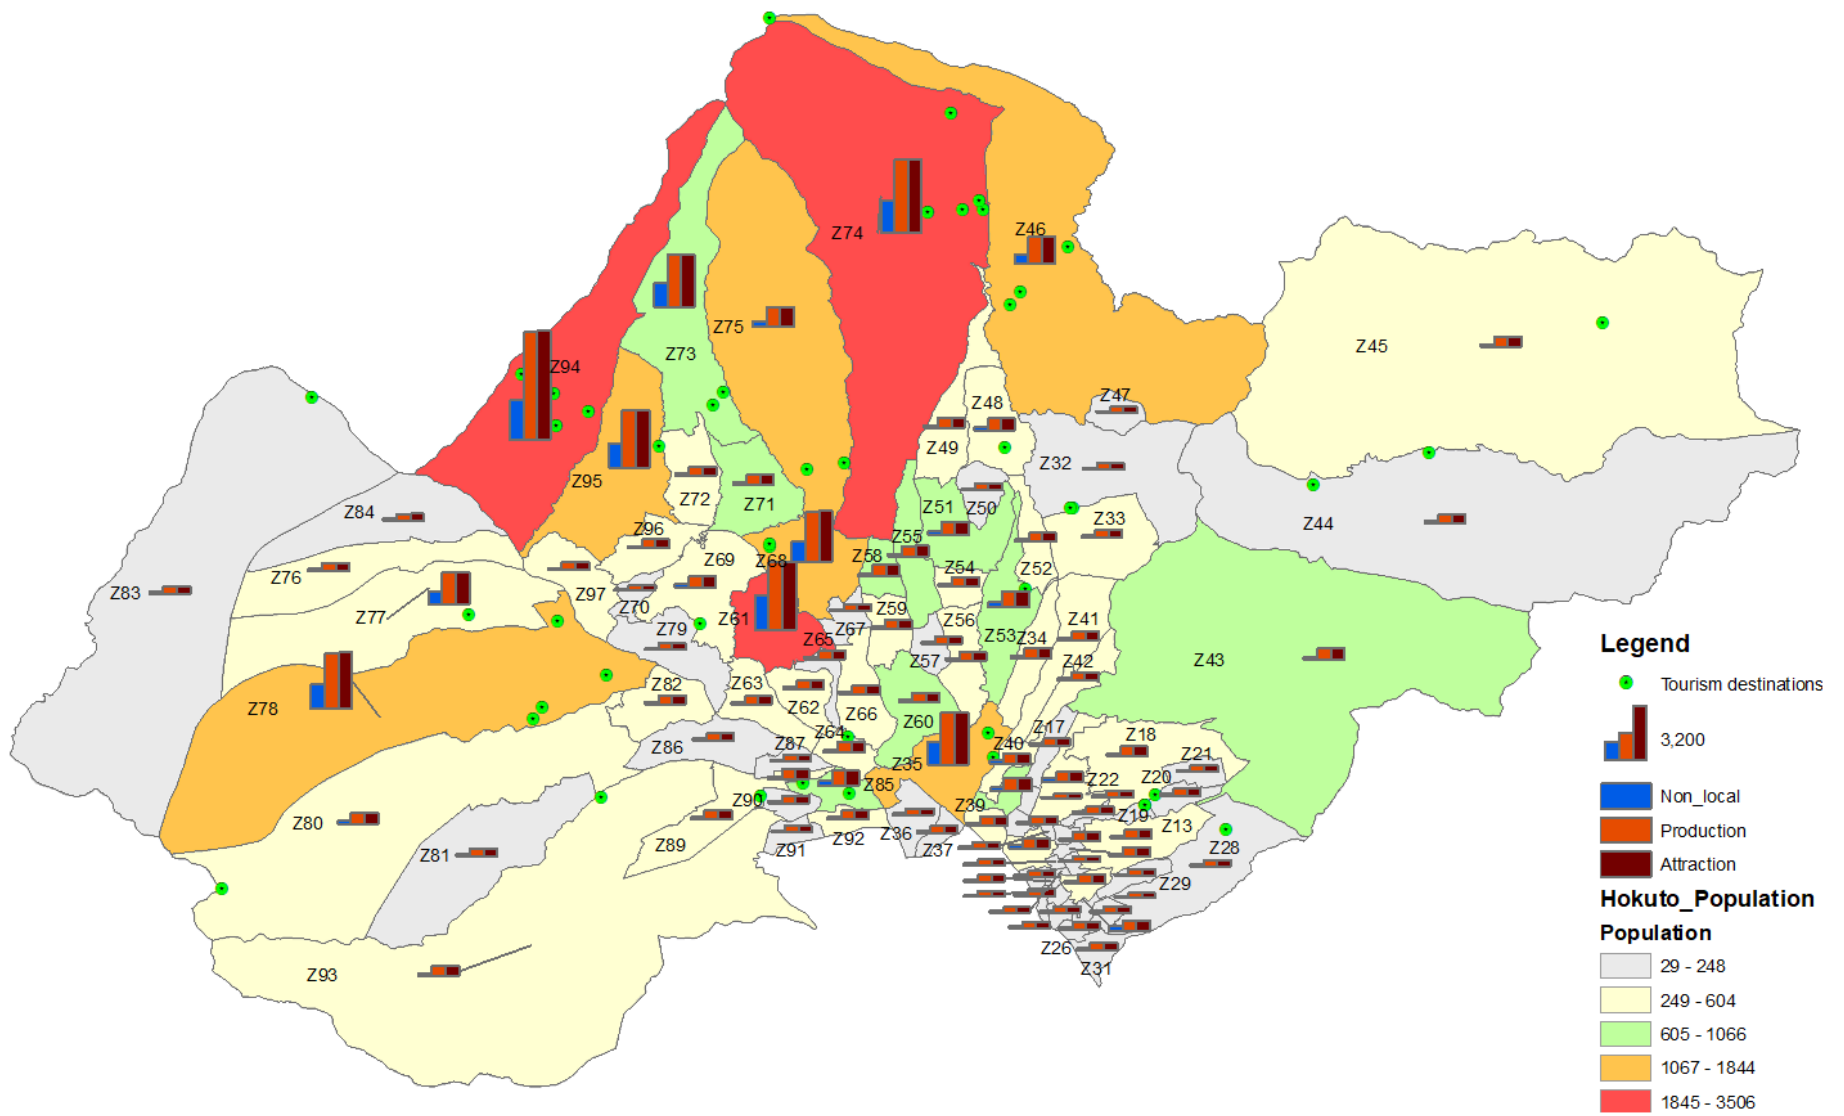 Z74
Z46
Z75
Z73
Z94
Z45
Z47
Z48
Z49
Z32
Z95
Z72
Z71
Z51
Z50
Z84
Z33
Z44
Z96
Z55
Z69
Z68
Z58
Z54
Z52
Z76
Z83
Z97
Z70
Z77
Z59
Z61
Z79
Z67
Z56
Z41
Z65
Z53
Z34
Z57
Z42
Z43
Z82
Z63
Z78
Z62
Z66
Z60
Z64
Z17
Z18
Z87
Z40
Z86
Z21
Z35
Z22
Z20
Z85
Z90
Z39
Z19
Z13
Z80
Z36
Z92
Z89
Z91
Z37
Z28
Z81
Z29
Z26
Z31
Z93
Legend
Tourism destinations
3,200
Non_local
Production
Attraction
Hokuto_Population
Population
29 - 248
249 - 604
605 - 1066
1067 - 1844
1845 - 3506